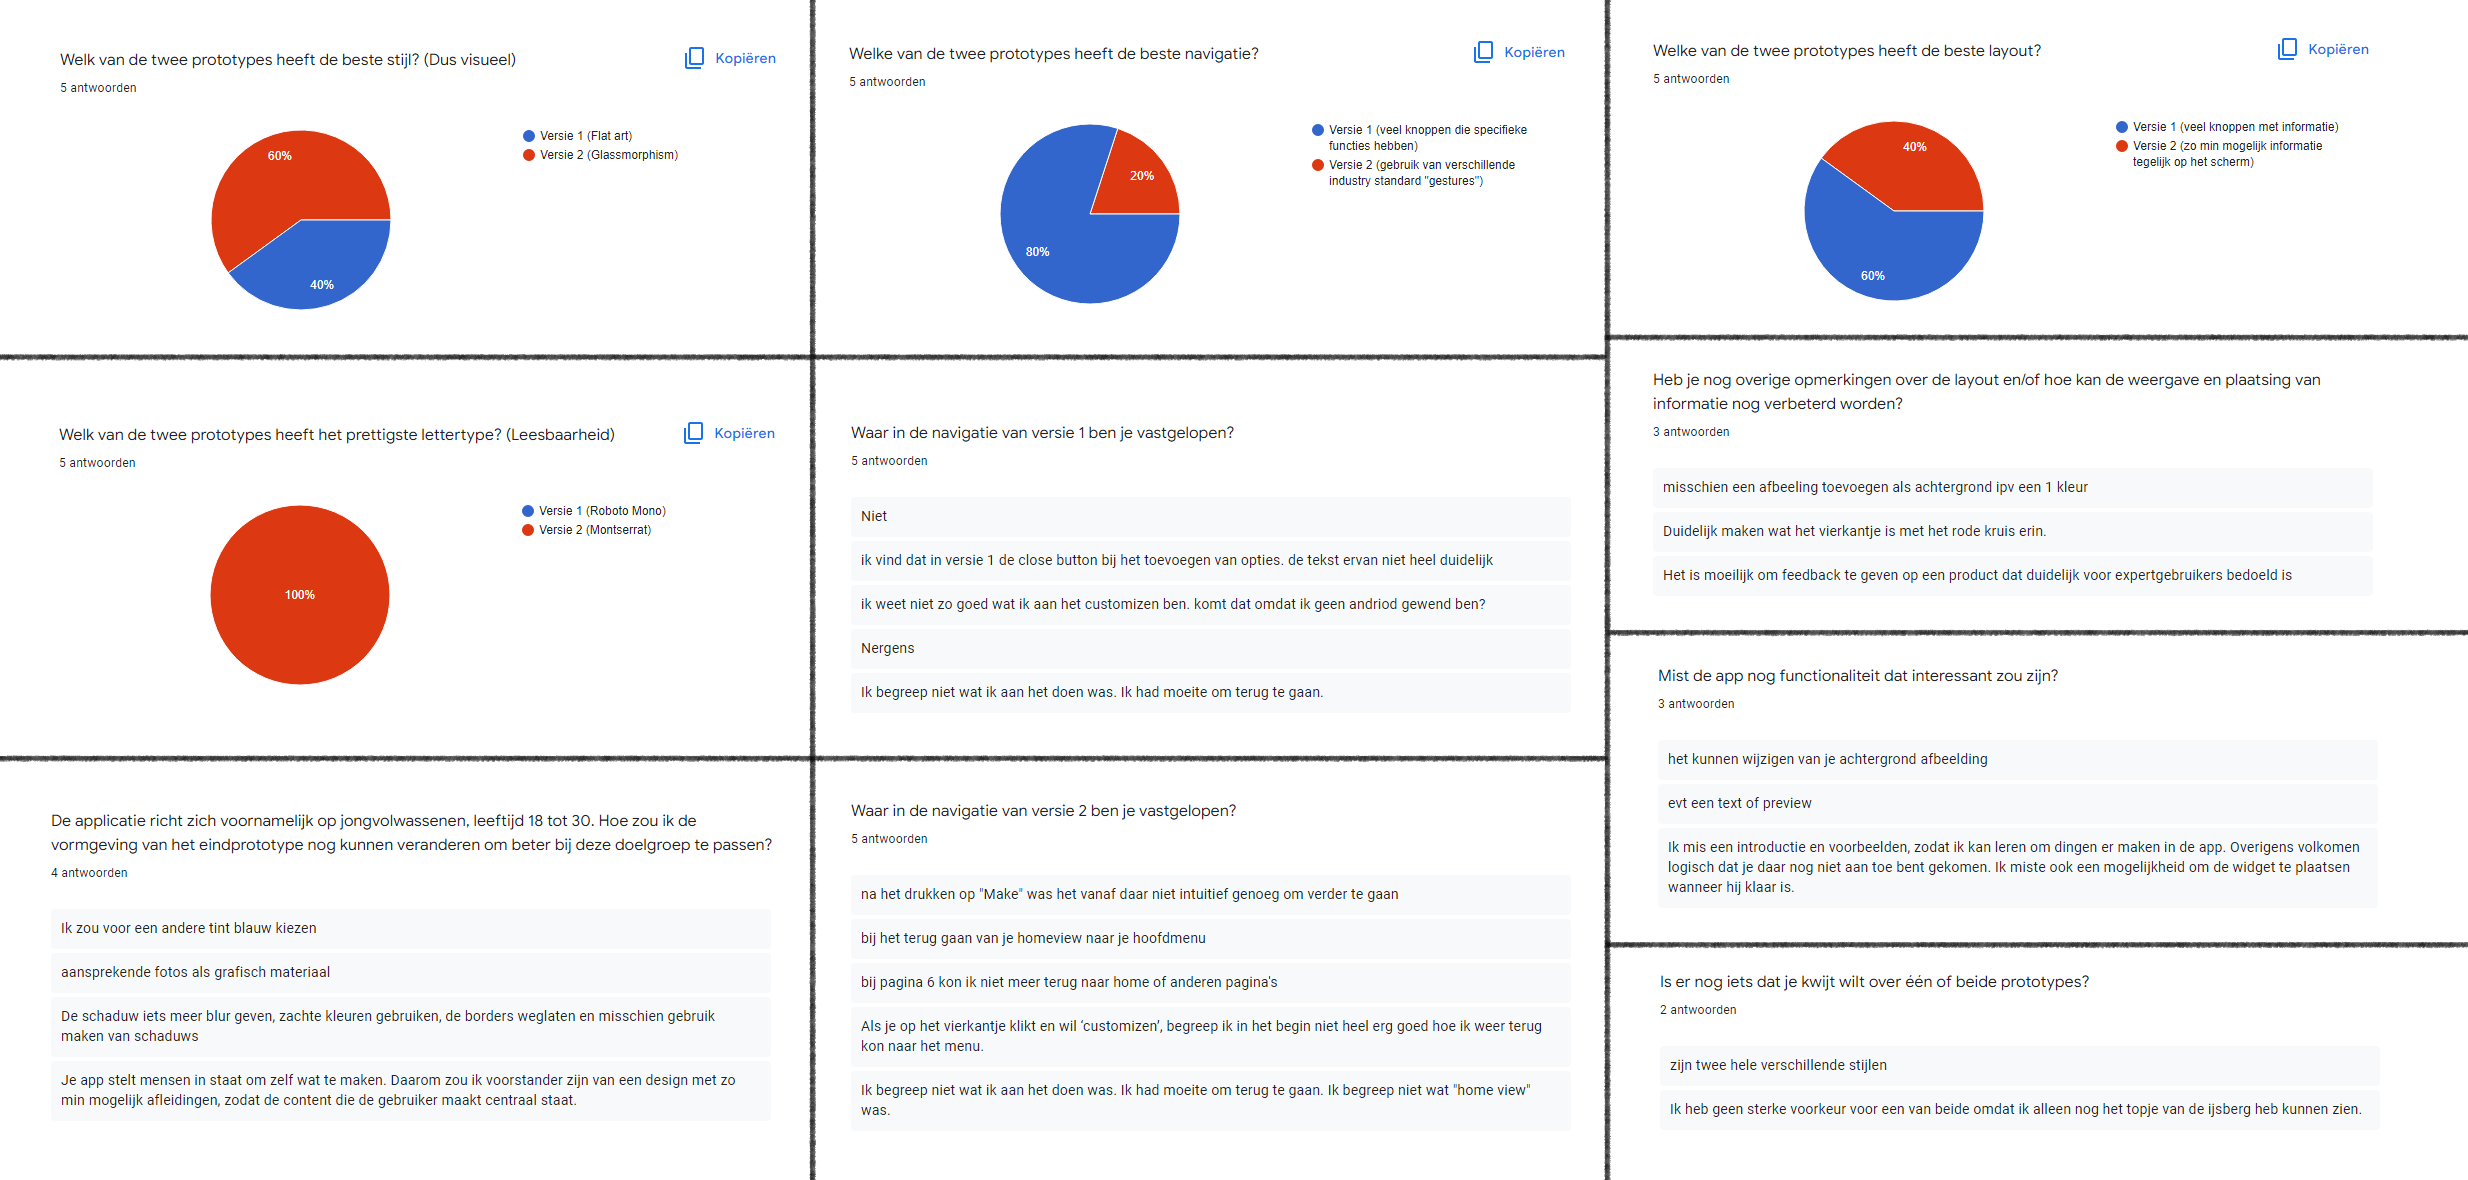 Welk van de twee prototypes heeft de beste stijl? (Dus visueel)
Kopiëren
5 antwoorden
60%
40%
Versie 1 (Flat art)
Versie 2 (Glassmorphism)
Welke van de twee prototypes heeft de beste navigatie?
Kopiëren
5 antwoorden
80%
20%
Versie 1 (veel knoppen die specifieke
functies hebben)
Versie 2 (gebruik van verschillende
industry standard "gestures")
Welke van de twee prototypes heeft de beste layout?
Kopiëren
5 antwoorden
40%
60%
Versie 1 (veel knoppen met informatie)
Versie 2 (zo min mogelijk informatie
tegelijk op het scherm)
Welk van de twee prototypes heeft het prettigste lettertype? (Leesbaarheid)
Kopiëren
5 antwoorden
100%
Versie 1 (Roboto Mono)
Versie 2 (Montserrat)
Waar in de navigatie van versie 1 ben je vastgelopen?
5 antwoorden
Niet
ik vind dat in versie 1 de close button bij het toevoegen van opties. de tekst ervan niet heel duidelijk
ik weet niet zo goed wat ik aan het customizen ben. komt dat omdat ik geen andriod gewend ben?
Nergens
Ik begreep niet wat ik aan het doen was. Ik had moeite om terug te gaan.
Heb je nog overige opmerkingen over de layout en/of hoe kan de weergave en plaatsing van
informatie nog verbeterd worden?
3 antwoorden
misschien een afbeeling toevoegen als achtergrond ipv een 1 kleur
Duidelijk maken wat het vierkantje is met het rode kruis erin.
Het is moeilijk om feedback te geven op een product dat duidelijk voor expertgebruikers bedoeld is
Mist de app nog functionaliteit dat interessant zou zijn?
3 antwoorden
het kunnen wijzigen van je achtergrond afbeelding
evt een text of preview
Ik mis een introductie en voorbeelden, zodat ik kan leren om dingen er maken in de app. Overigens volkomen
logisch dat je daar nog niet aan toe bent gekomen. Ik miste ook een mogelijkheid om de widget te plaatsen
wanneer hij klaar is.
De applicatie richt zich voornamelijk op jongvolwassenen, leeftijd 18 tot 30. Hoe zou ik de
vormgeving van het eindprototype nog kunnen veranderen om beter bij deze doelgroep te passen?
4 antwoorden
Ik zou voor een andere tint blauw kiezen
aansprekende fotos als grafisch materiaal
De schaduw iets meer blur geven, zachte kleuren gebruiken, de borders weglaten en misschien gebruik
maken van schaduws
Je app stelt mensen in staat om zelf wat te maken. Daarom zou ik voorstander zijn van een design met zo
min mogelijk afleidingen, zodat de content die de gebruiker maakt centraal staat.
Waar in de navigatie van versie 2 ben je vastgelopen?
5 antwoorden
na het drukken op "Make" was het vanaf daar niet intuitief genoeg om verder te gaan
bij het terug gaan van je homeview naar je hoofdmenu
bij pagina 6 kon ik niet meer terug naar home of anderen pagina's
Als je op het vierkantje klikt en wil ‘customizen’, begreep ik in het begin niet heel erg goed hoe ik weer terug
kon naar het menu.
Ik begreep niet wat ik aan het doen was. Ik had moeite om terug te gaan. Ik begreep niet wat "home view"
was.
Is er nog iets dat je kwijt wilt over één of beide prototypes?
2 antwoorden
zijn twee hele verschillende stijlen
Ik heb geen sterke voorkeur voor een van beide omdat ik alleen nog het topje van de ijsberg heb kunnen zien.